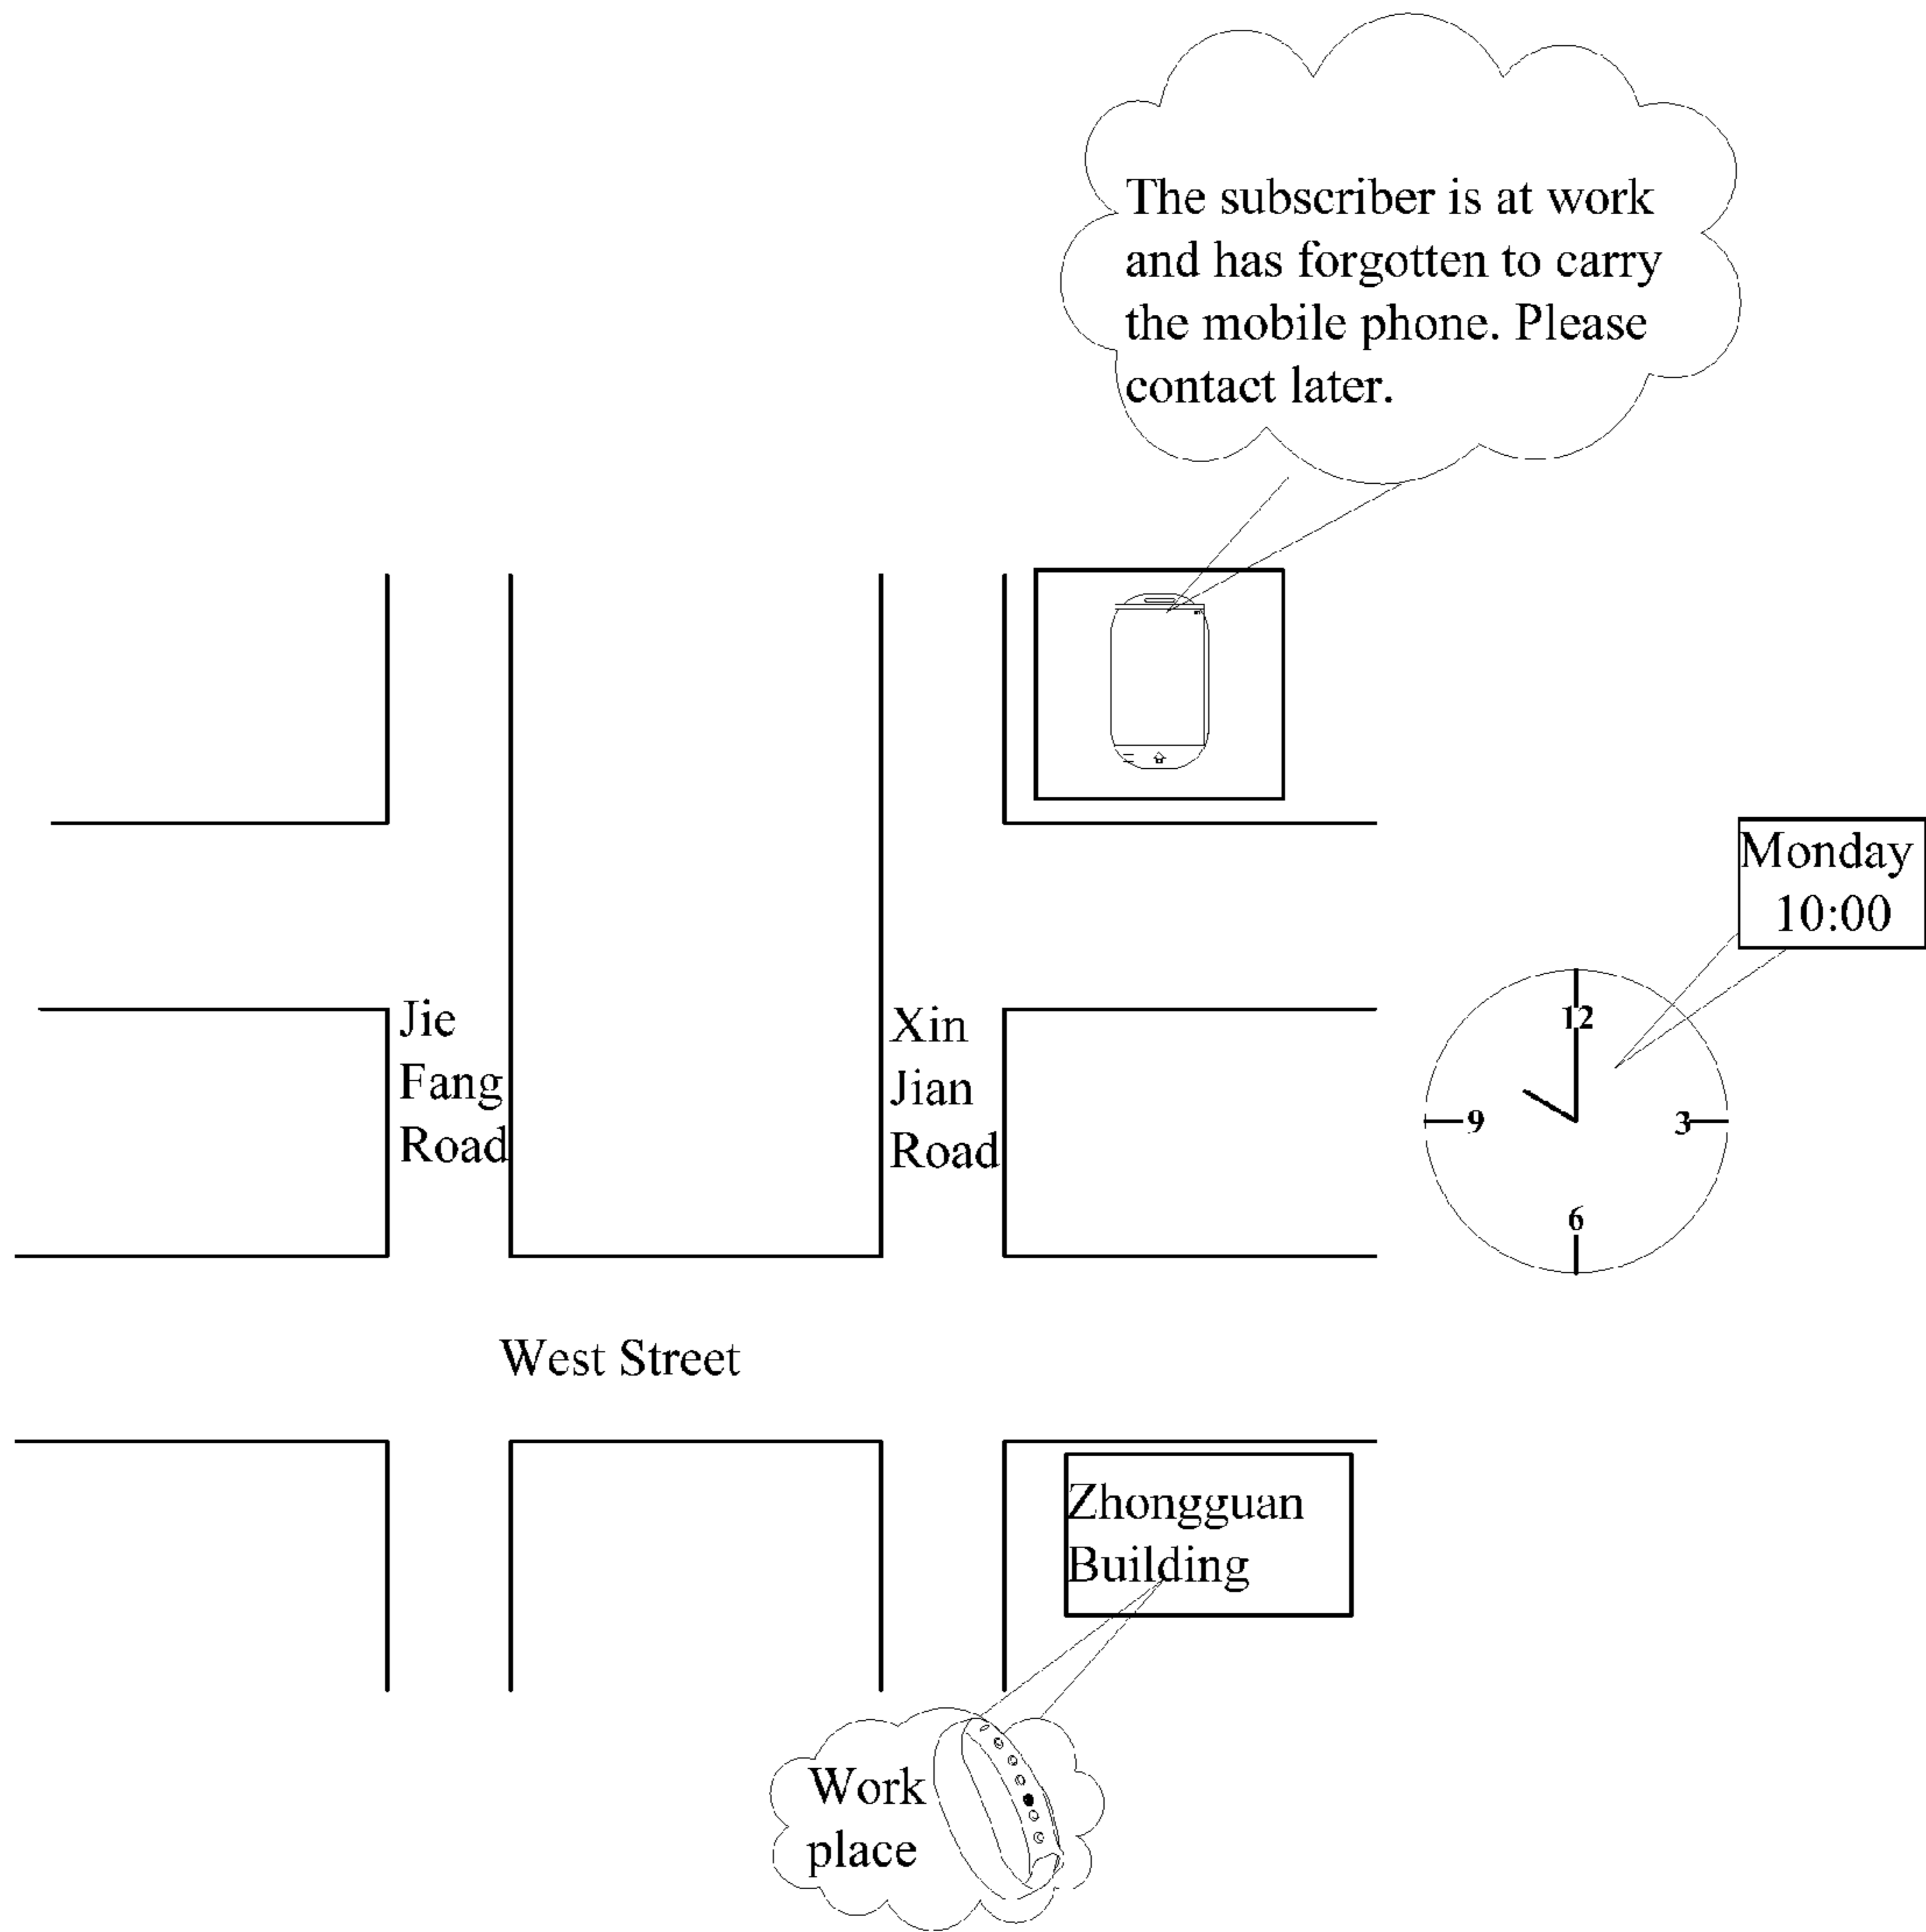 The subscriber is at work
and has forgotten to carry
the mobile phone. Please
contact later.
Monday
10:00
Jie
Fang
Road
Xin
Jian
Road
12
9
3
6
West Street
Zhongguan
Building
Work
place